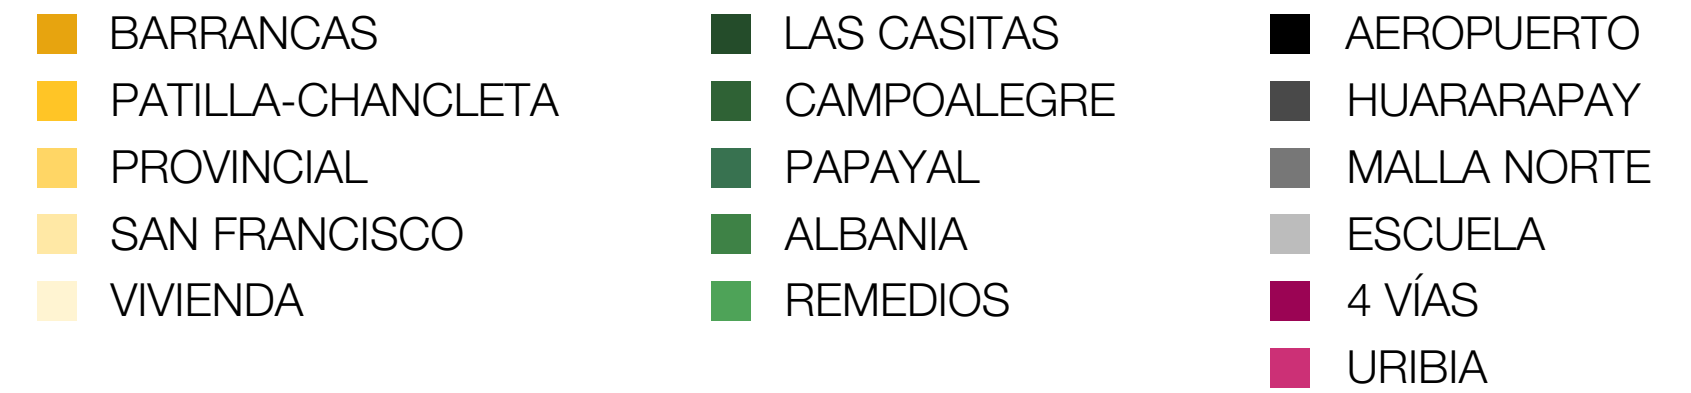 BARRANCAS
PATILLA-CHANCLETA
PROVINCIAL
SAN FRANCISCO
VIVIENDA
LAS CASITAS
CAMPOALEGRE
PAPAYAL
ALBANIA
REMEDIOS
AEROPUERTO
HUARARAPAY
MALLA NORTE
ESCUELA
4 VÍAS
URIBIA